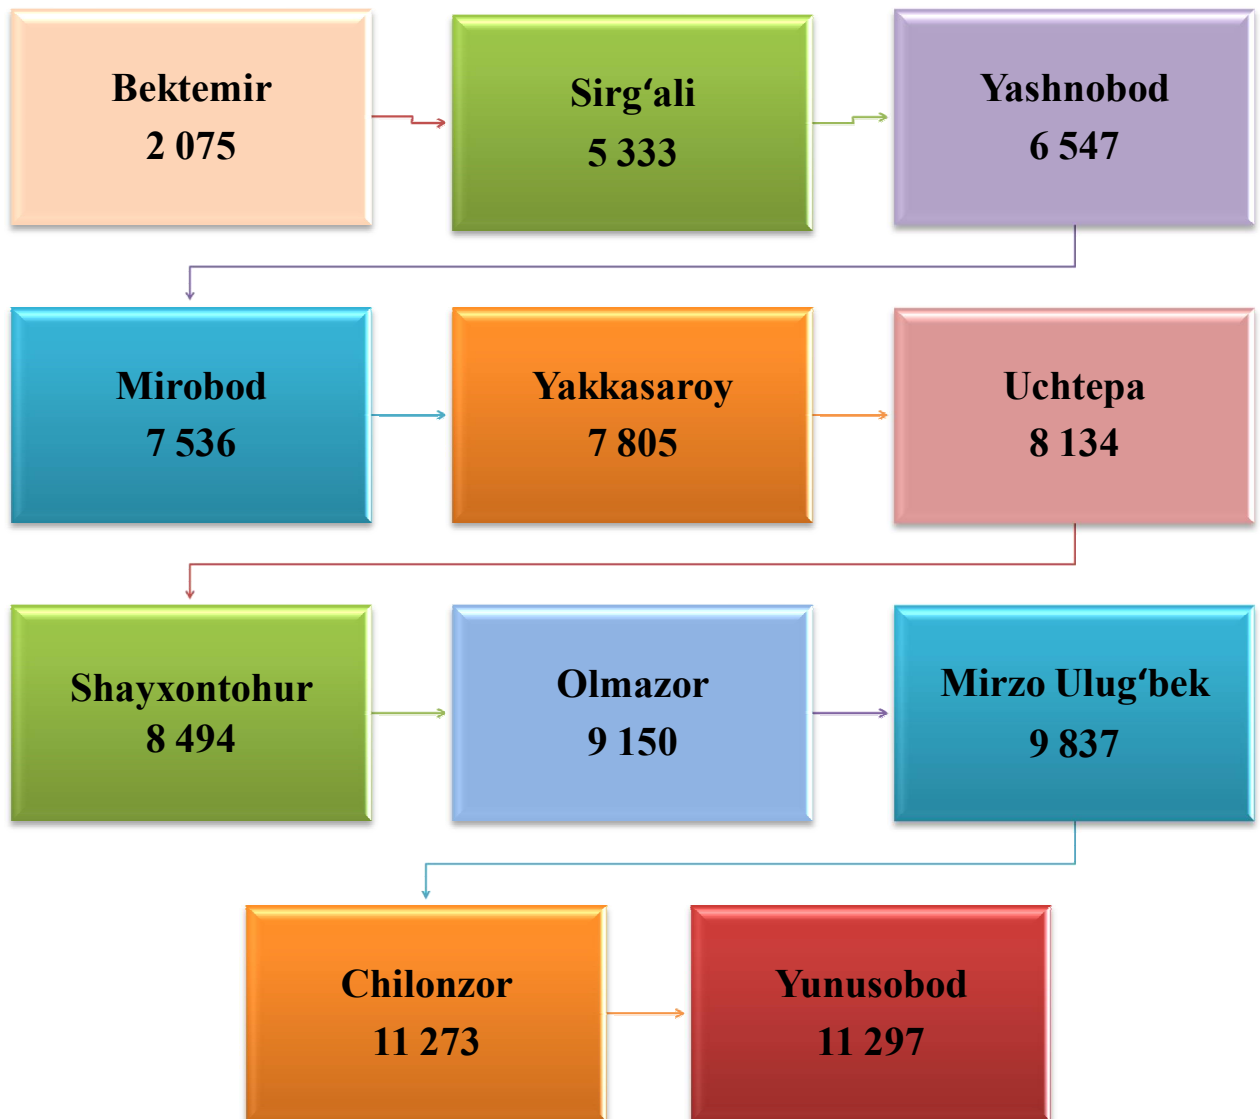 Bektemir
2 075
Sirg‘ali
5 333
Yashnobod
6 547
Mirobod
7 536
Yakkasaroy
7 805
Uchtepa
8 134
Shayxontohur
8 494
Olmazor
9 150
Mirzo Ulug‘bek
9 837
Chilonzor
11 273
Yunusobod
11 297